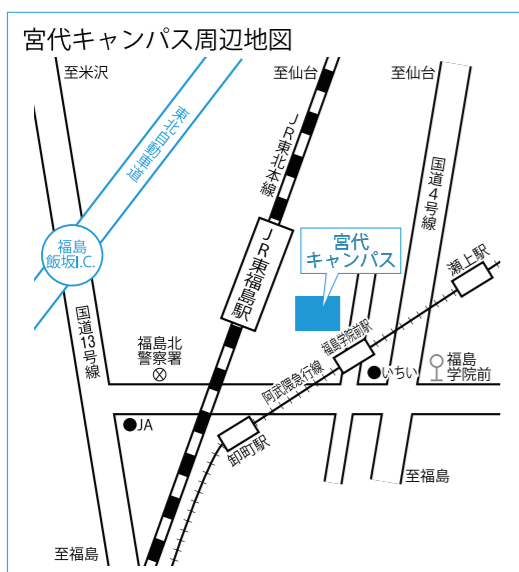 宮代キャンパス周辺地図
至米沢
至仙台
至仙台
東北自動車道
JR東北本線
国道4号線
福島
飯坂I.C.
JR東福島駅
宮代
キャンパス
瀬上駅
国道13号線
福島北
警察署
福島学院前駅
いちい
福島
学院前
阿武隈急行線
JA
卸町駅
至福島
至福島